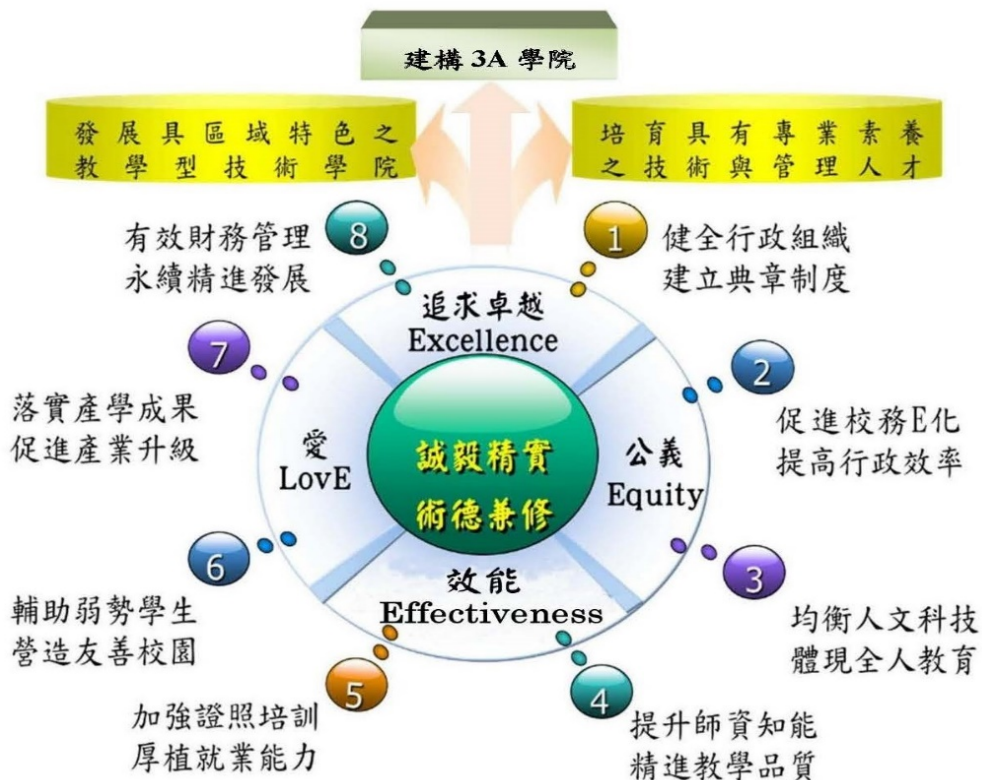 建構 3A 學院
發展具區域特色之
教學型技術學院
培育具有專業素養
之技術與管理人才
8
有效財務管理
永續精進發展
1
健全行政組織
建立典章制度
追求卓越
Excellence
7
落實產學成果
促進產業升級
2
促進校務E化
提高行政效率
愛
LovE
誠毅精實
術德兼修
公義
Equity
6
輔助弱勢學生
營造友善校園
3
均衡人文科技
體現全人教育
效能
Effectiveness
5
加強證照培訓
厚植就業能力
4
提升師資知能
精進教學品質